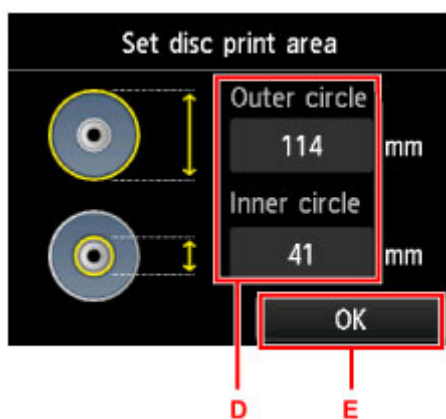 Set disc print area
Outer circle
114 mm
Inner circle
41 mm
OK
D E